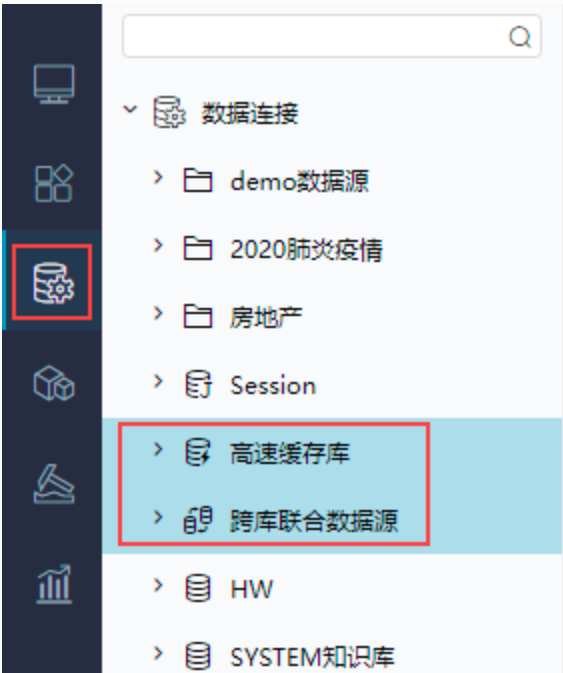 数据连接
demo数据源
2020肺炎疫情
房地产
Session
高速缓存库
跨库联合数据源
HW
SYSTEM知识库